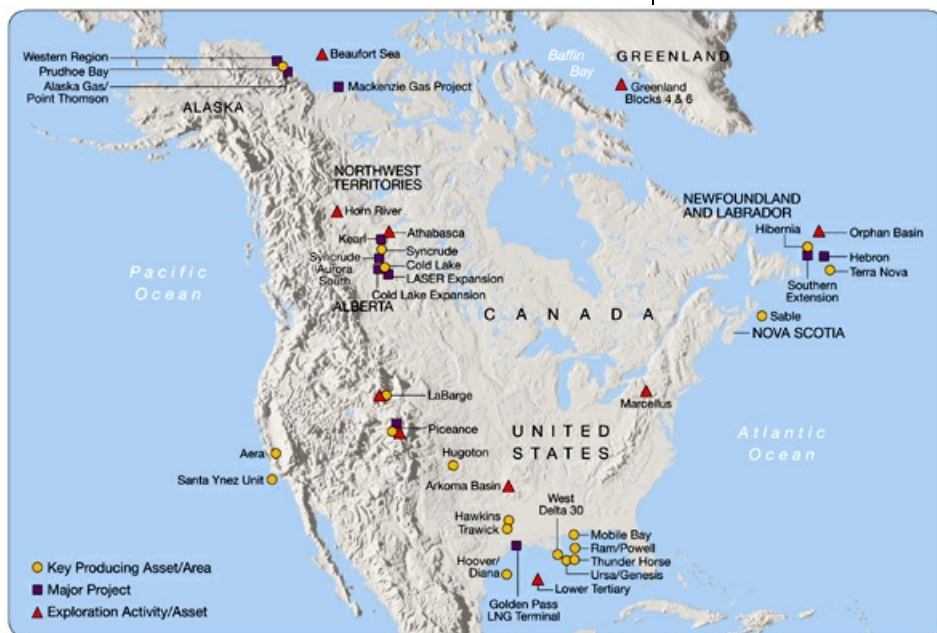 Western Region
Prudhoe Bay
Alaska Gas/
Point Thomson
ALASKA
Beaufort Sea
Mackenzie Gas Project
Baffin
Bay
GREENLAND
Greenland
Blocks 4 & 6
NORTHWEST
TERRITORIES
Horn River
Athabasca
Kearl
Syncrude
Syncrude
Aurora
South
Cold Lake
LASER Expansion
Cold Lake Expansion
ALBERTA
NEWFOUNDLAND
AND LABRADOR
Hibernia
Orphan Basin
Hebron
Terra Nova
Southern
Extension
Sable
NOVA SCOTIA
Pacific
Ocean
CANADA
LaBarge
Piceance
Marcellus
UNITED
STATES
Atlantic
Ocean
Aera
Santa Ynez Unit
Hugoton
Arkoma Basin
West
Delta 30
Hawkins
Trawick
Mobile Bay
Ram/Powell
Thunder Horse
Ursa/Genesis
Hoover/
Diana
Lower Tertiary
Golden Pass
LNG Terminal
Key Producing Asset/Area
Major Project
Exploration Activity/Asset